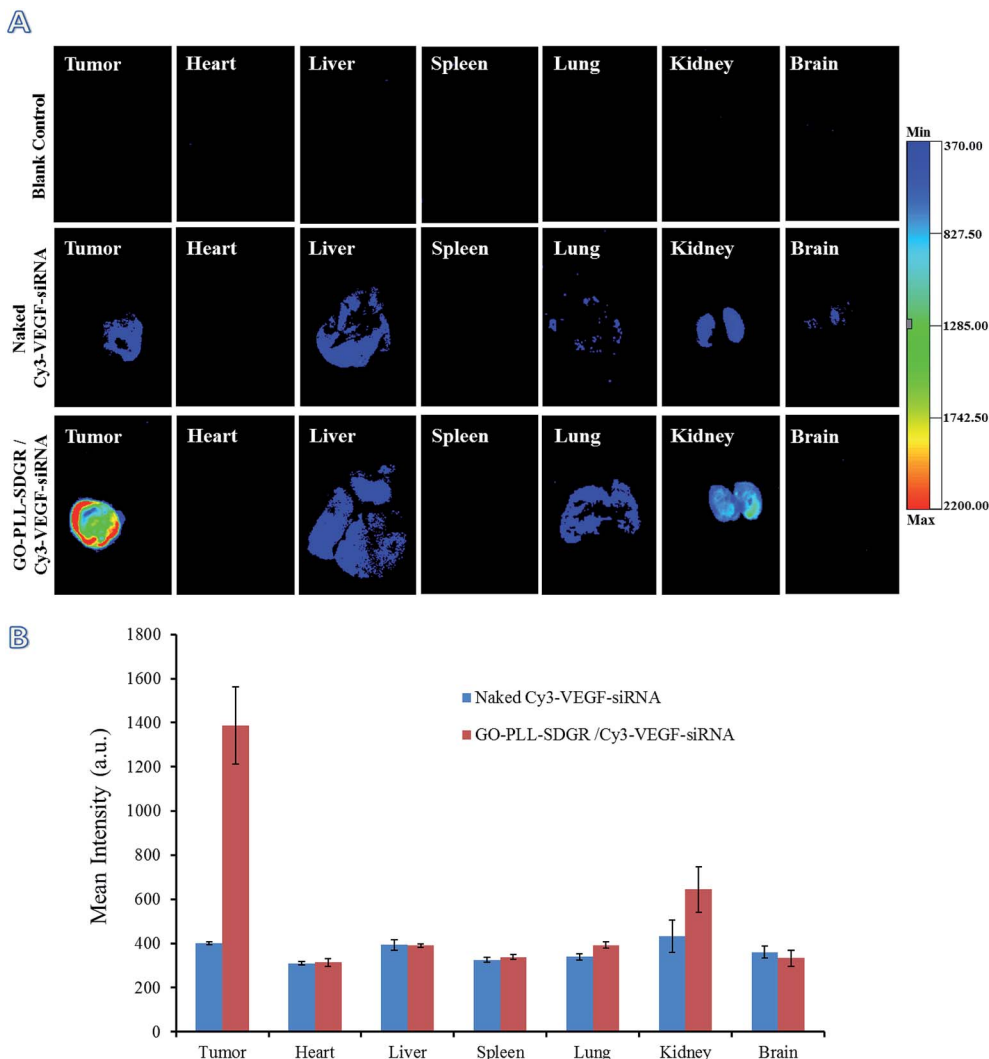 A
Tumor Heart Liver Spleen Lung Kidney Brain
Blank Control
Min
370.00
827.50
1285.00
1742.50
2200.00
Max
Tumor Heart Liver Spleen Lung Kidney Brain
Naked
Cy3-VEGF-siRNA
Tumor Heart Liver Spleen Lung Kidney Brain
GO-PLL-SDGR /
Cy3-VEGF-siRNA
B
Mean Intensity (a.u.)
1800
1600
1400
1200
1000
800
600
400
200
0
Naked Cy3-VEGF-siRNA
GO-PLL-SDGR /Cy3-VEGF-siRNA
Tumor Heart Liver Spleen Lung Kidney Brain